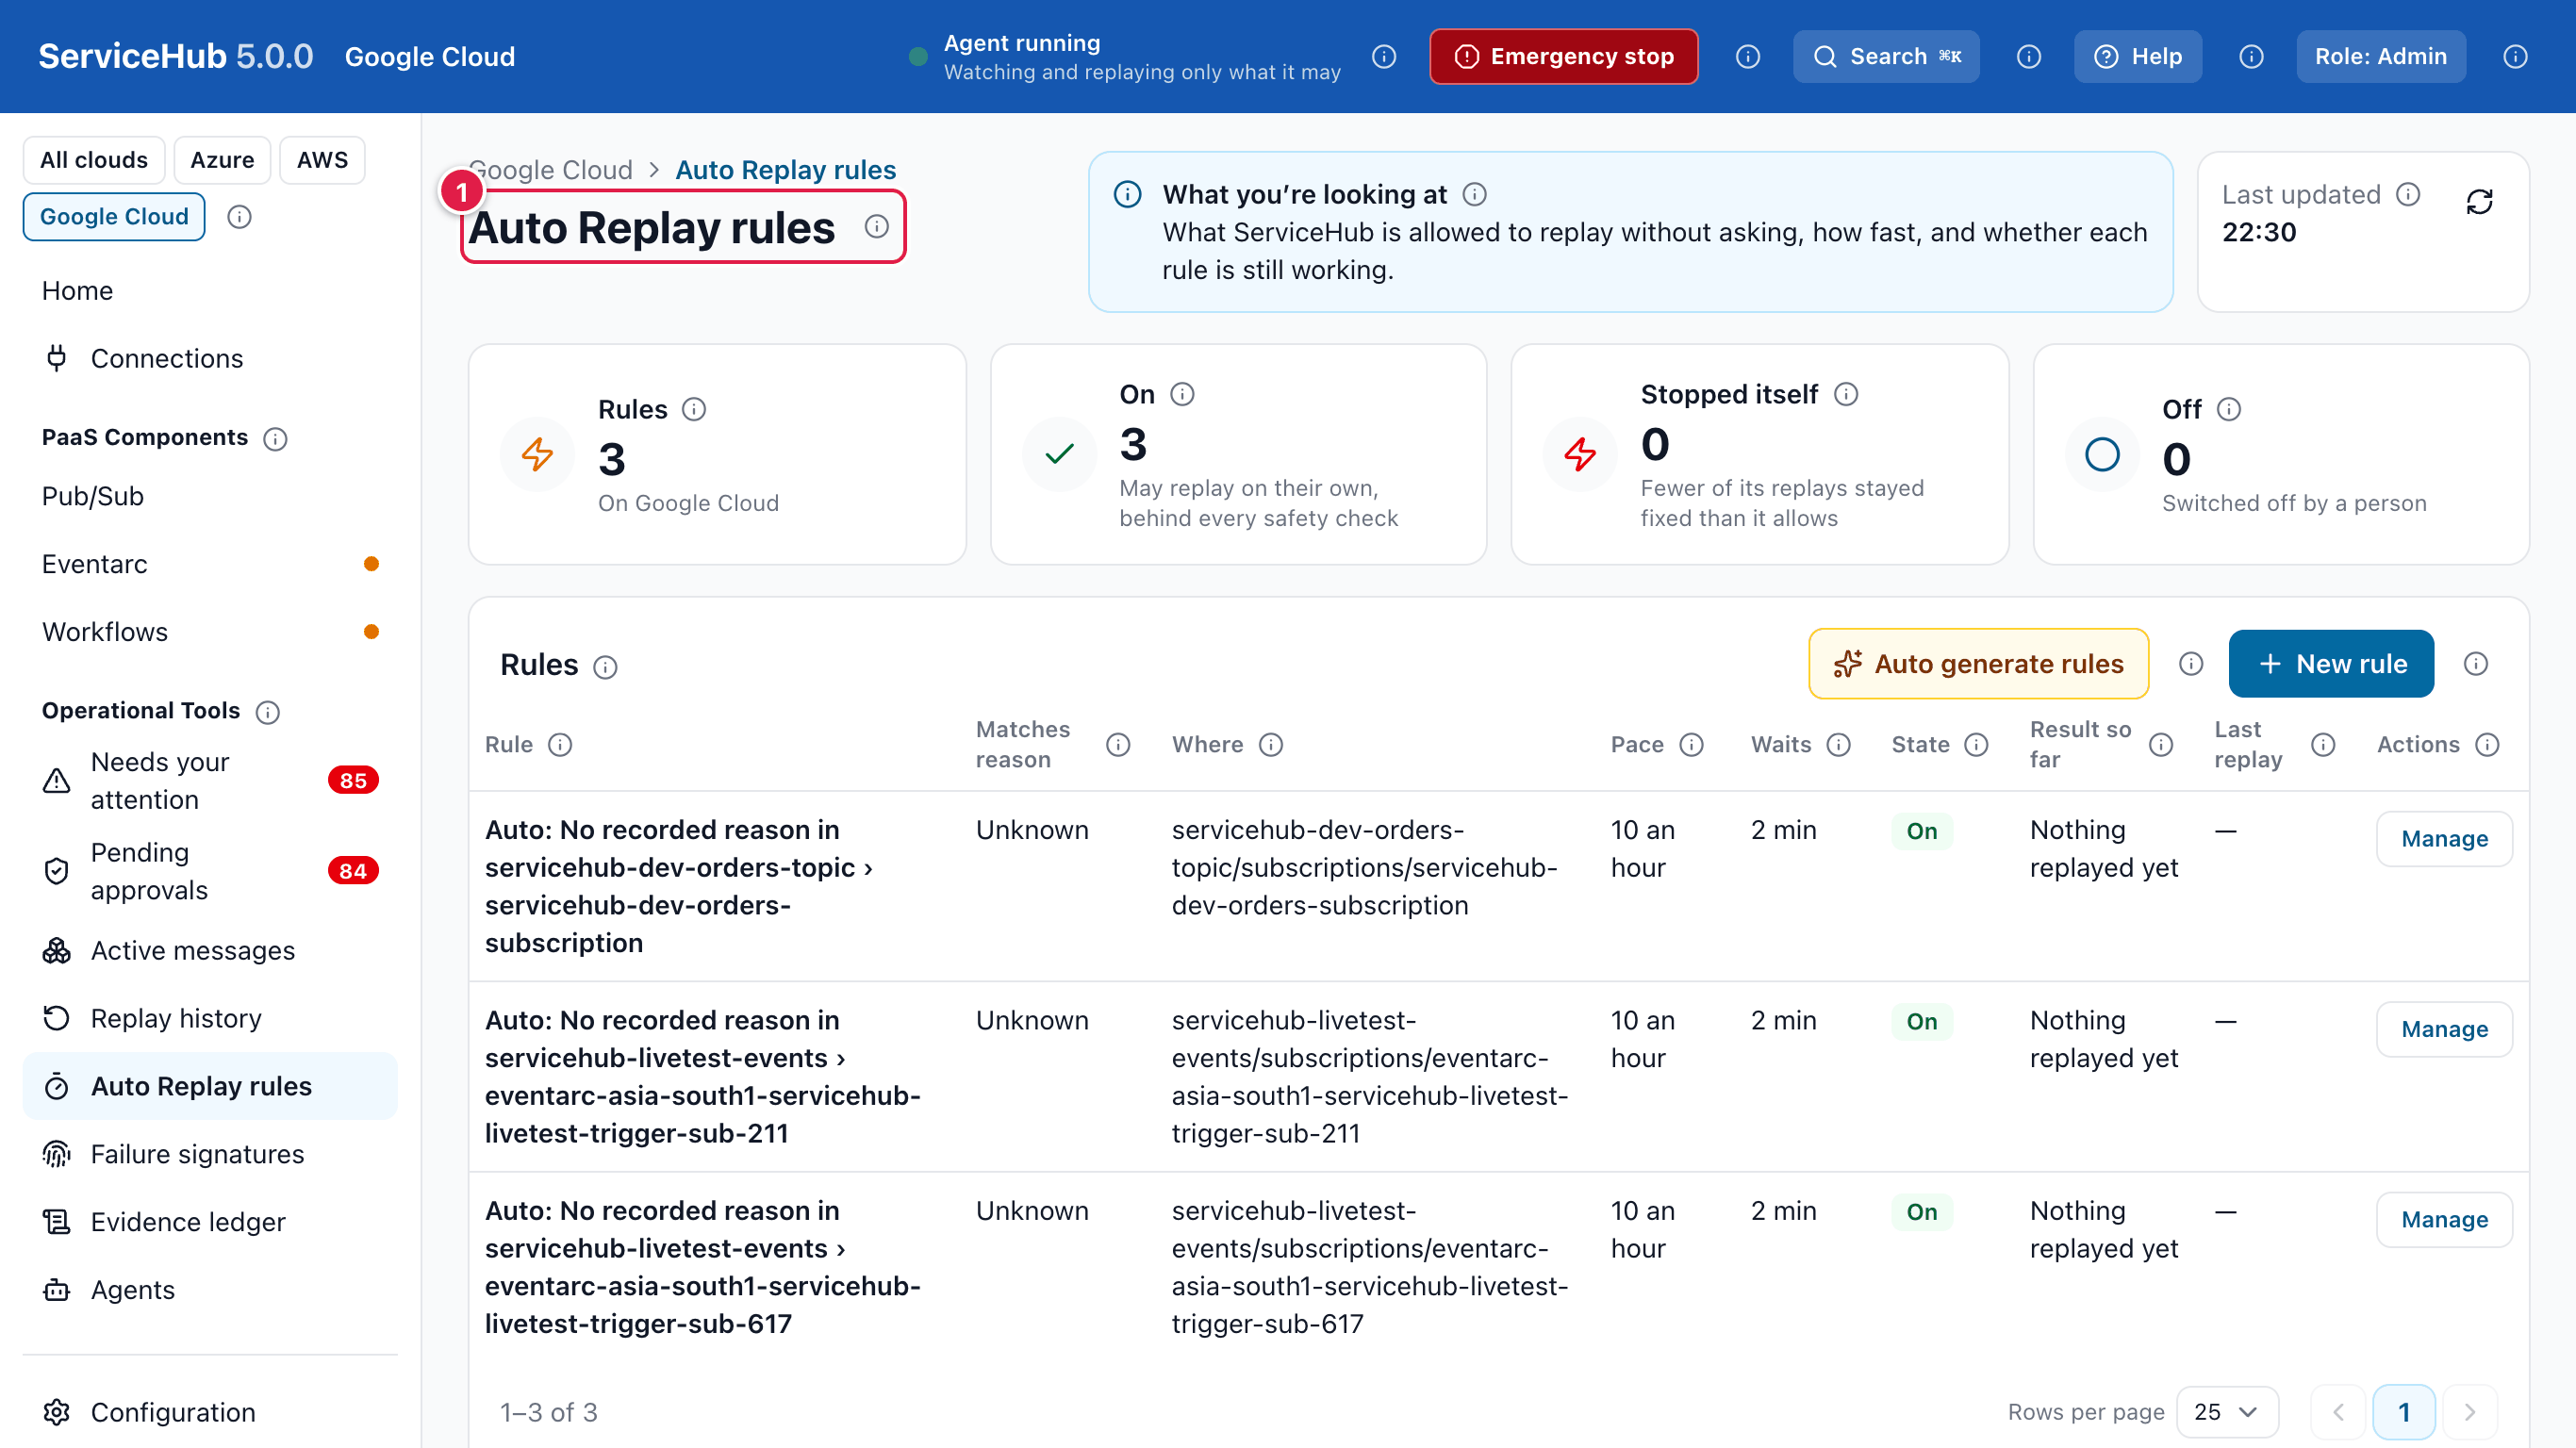 ServiceHub 5.0.0 Google Cloud
Agent running
Watching and replaying only what it may
Emergency stop
Search ⌘K
Help
Role: Admin
All clouds
Azure
AWS
Google Cloud
Home
Connections
PaaS Components
Pub/Sub
Eventarc
Workflows
Operational Tools
Needs your
attention
85
Pending
approvals
84
Active messages
Replay history
Auto Replay rules
Failure signatures
Evidence ledger
Agents
Configuration
Google Cloud > Auto Replay rules
1
Auto Replay rules
What you’re looking at
What ServiceHub is allowed to replay without asking, how fast, and whether each
rule is still working.
Last updated
22:30
Rules
3
On Google Cloud
On
3
May replay on their own,
behind every safety check
Stopped itself
0
Fewer of its replays stayed
fixed than it allows
Off
0
Switched off by a person
Rules
Auto generate rules
+ New rule
Rule
Matches
reason
Where
Pace
Waits
State
Result so
far
Last
replay
Actions
Auto: No recorded reason in
servicehub-dev-orders-topic ›
servicehub-dev-orders-
subscription
Unknown
servicehub-dev-orders-
topic/subscriptions/servicehub-
dev-orders-subscription
10 an
hour
2 min
On
Nothing
replayed yet
—
Manage
Auto: No recorded reason in
servicehub-livetest-events ›
eventarc-asia-south1-servicehub-
livetest-trigger-sub-211
Unknown
servicehub-livetest-
events/subscriptions/eventarc-
asia-south1-servicehub-livetest-
trigger-sub-211
10 an
hour
2 min
On
Nothing
replayed yet
—
Manage
Auto: No recorded reason in
servicehub-livetest-events ›
eventarc-asia-south1-servicehub-
livetest-trigger-sub-617
Unknown
servicehub-livetest-
events/subscriptions/eventarc-
asia-south1-servicehub-livetest-
trigger-sub-617
10 an
hour
2 min
On
Nothing
replayed yet
—
Manage
1–3 of 3
Rows per page
25
1